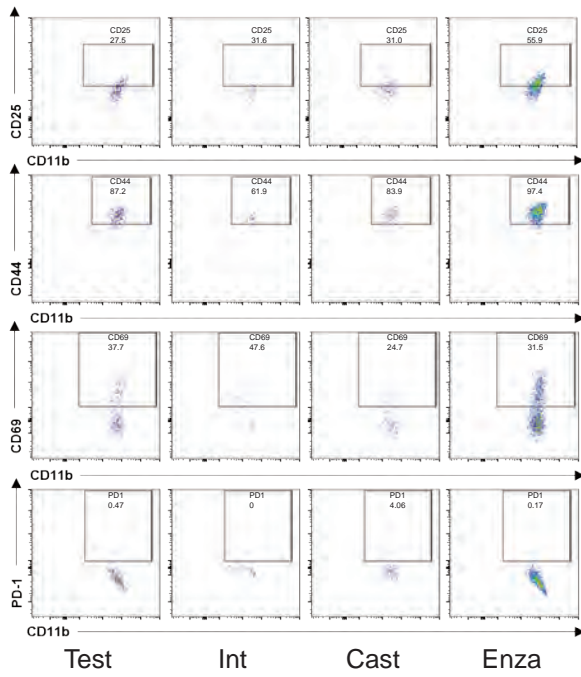 CD25 CD25 CD25 CD25
27.5 31.6 31.0 55.9
CD25
CD11b
CD44 CD44 CD44 CD44
87.2 61.9 83.9 97.4
CD44
CD11b
CD69 CD69 CD69 CD69
37.7 47.6 24.7 31.5
CD69
CD11b
PD1 PD1 PD1 PD1
0.47 0 4.06 0.17
PD-1
CD11b
Test Int Cast Enza